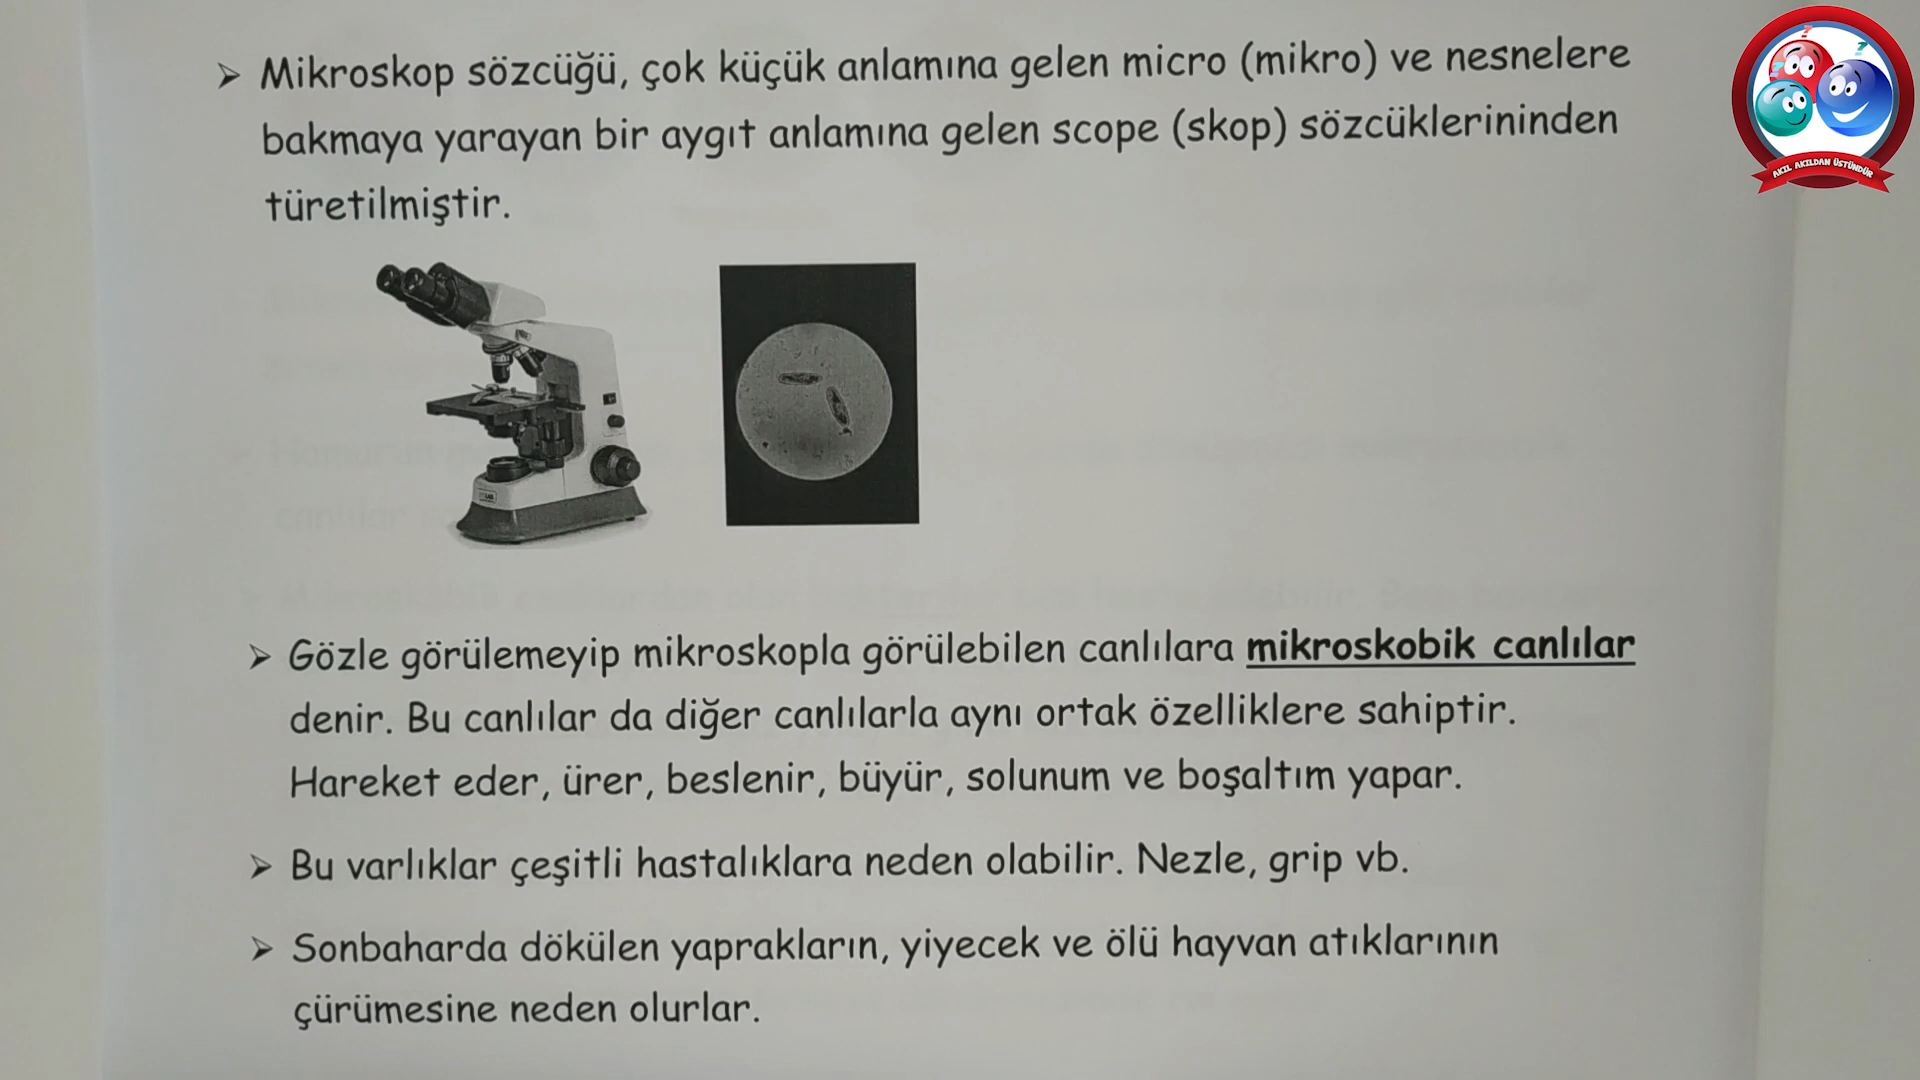 Mikroskop sözcüğü, çok küçük anlamına gelen micro (mikro) ve nesnelere
bakmaya yarayan bir aygıt anlamına gelen scope (skop) sözcüklerininden
türetilmiştir.
AKIL AKILDAN ÜSTÜNDÜR
Gözle görülemeyip mikroskopla görülebilen canlılara mikroskobik canlılar
denir. Bu canlılar da diğer canlılarla aynı ortak özelliklere sahiptir.
Hareket eder, ürer, beslenir, büyür, solunum ve boşaltım yapar.
Bu varlıklar çeşitli hastalıklara neden olabilir. Nezle, grip vb.
Sonbaharda dökülen yaprakların, yiyecek ve ölü hayvan atıklarının
çürümesine neden olurlar.